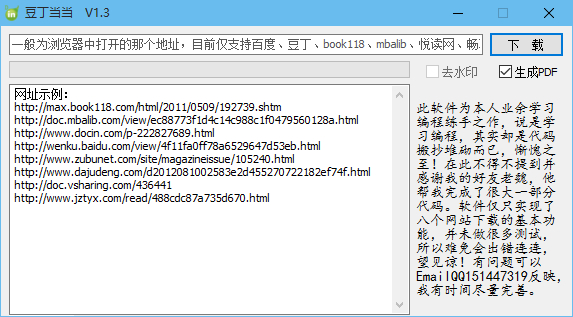 豆丁当当 V1.3
一般为浏览器中打开的那个地址，目前仅支持百度、豆丁、book118、mbalib、悦读网、畅
下 载
去水印
生成PDF
网址示例：
http://max.book118.com/html/2011/0509/192739.shtm
http://doc.mbalib.com/view/ec88773f1d4c14c988c1f0479560128a.html
http://www.docin.com/p-222827689.html
http://wenku.baidu.com/view/4f11fa0ff78a6529647d53eb.html
http://www.zubunet.com/site/magazineissue/105240.html
http://www.dajudeng.com/d2012081002583e2d455270722182ef74f.html
http://doc.vsharing.com/436441
http://www.jztyx.com/read/488cdc87a735d670.html
此软件为本人业余学习
编程练手之作，说是学
习编程，其实却是代码
搬抄堆砌而已，惭愧之
至！在此不得不提到并
感谢我的好友老魏，他
帮我完成了很大一部分
代码。软件仅只实现了
八个网站下载的基本功
能，并未做很多测试，
所以难免会出错连连，
望见谅！有问题可以
EmailQQ151447319反映，
我有时间尽量完善。